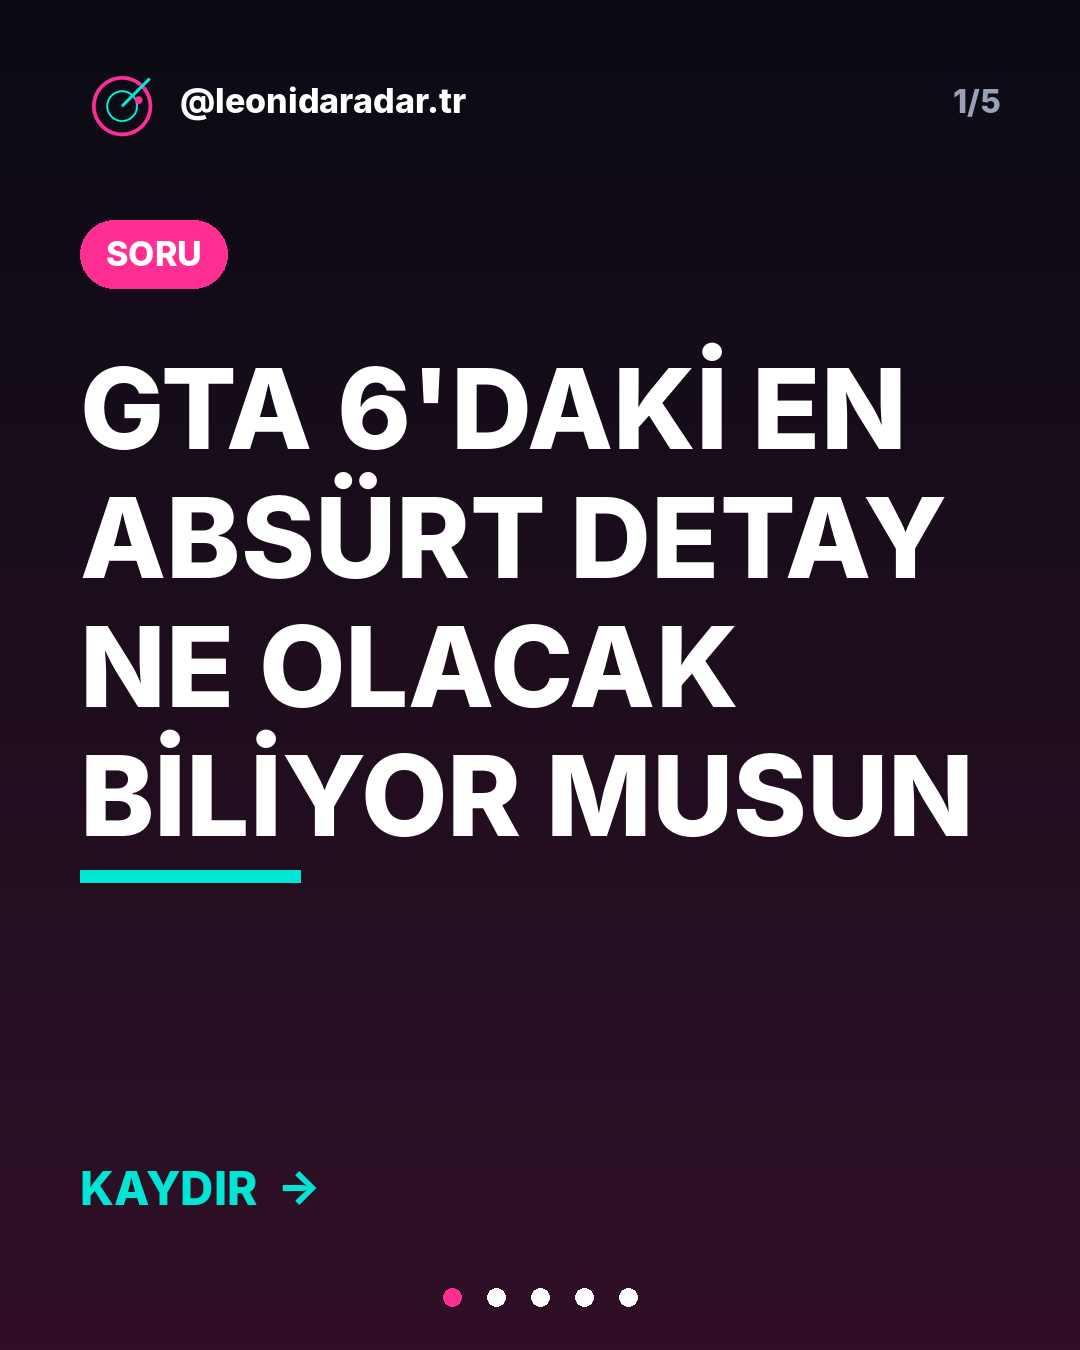 @leonidaradar.tr
1/5
SORU
GTA 6'DAKİ EN
ABSÜRT DETAY
NE OLACAK
BİLİYOR MUSUN
KAYDIR →